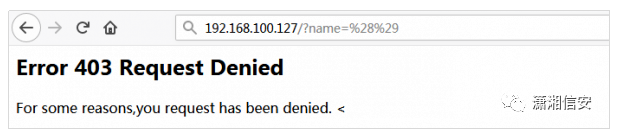 192.168.100.127/?name=%28%29
Error 403 Request Denied
For some reasons,you request has been denied. <
潇湘信安